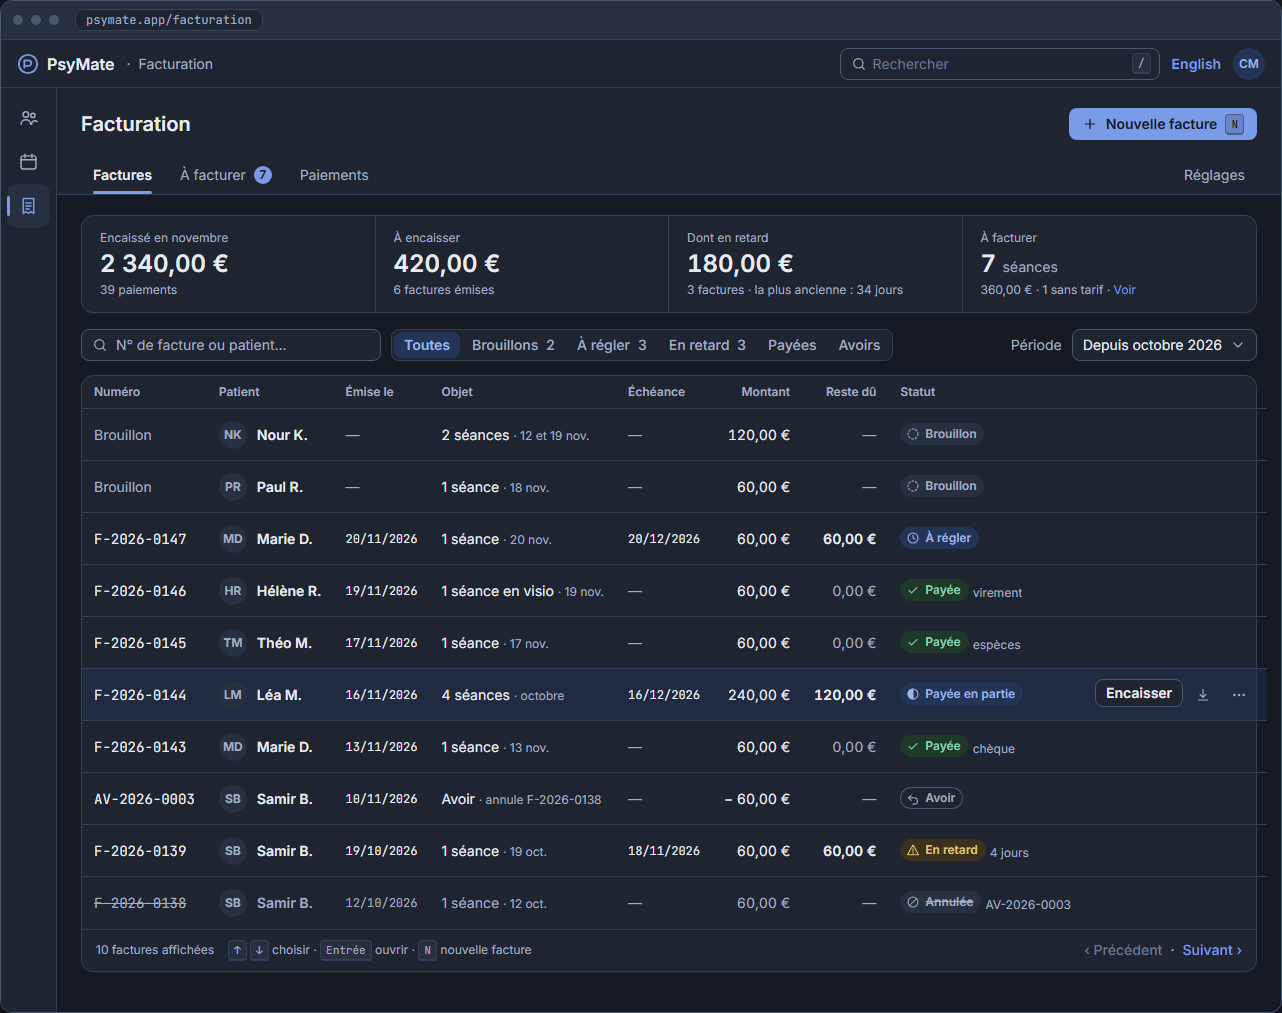 psymate.app/facturation
PsyMate · Facturation
Rechercher /
English CM
Facturation
+ Nouvelle facture N
Factures À facturer 7 Paiements Réglages
Encaissé en novembre
2 340,00 €
39 paiements
À encaisser
420,00 €
6 factures émises
Dont en retard
180,00 €
3 factures · la plus ancienne : 34 jours
À facturer
7 séances
360,00 € · 1 sans tarif · Voir
N° de facture ou patient...
Toutes Brouillons 2 À régler 3 En retard 3 Payées Avoirs
Période Depuis octobre 2026
Numéro Patient Émise le Objet Échéance Montant Reste dû Statut
Brouillon NK Nour K. — 2 séances · 12 et 19 nov. — 120,00 € — Brouillon
Brouillon PR Paul R. — 1 séance · 18 nov. — 60,00 € — Brouillon
F-2026-0147 MD Marie D. 20/11/2026 1 séance · 20 nov. 20/12/2026 60,00 € 60,00 € À régler
F-2026-0146 HR Hélène R. 19/11/2026 1 séance en visio · 19 nov. — 60,00 € 0,00 € Payée virement
F-2026-0145 TM Théo M. 17/11/2026 1 séance · 17 nov. — 60,00 € 0,00 € Payée espèces
F-2026-0144 LM Léa M. 16/11/2026 4 séances · octobre 16/12/2026 240,00 € 120,00 € Payée en partie Encaisser ...
F-2026-0143 MD Marie D. 13/11/2026 1 séance · 13 nov. — 60,00 € 0,00 € Payée chèque
AV-2026-0003 SB Samir B. 10/11/2026 Avoir · annule F-2026-0138 — − 60,00 € — Avoir
F-2026-0139 SB Samir B. 19/10/2026 1 séance · 19 oct. 18/11/2026 60,00 € 60,00 € En retard 4 jours
F-2026-0138 SB Samir B. 12/10/2026 1 séance · 12 oct. — 60,00 € — Annulée AV-2026-0003
10 factures affichées ↑ ↓ choisir · Entrée ouvrir · N nouvelle facture
‹ Précédent · Suivant ›